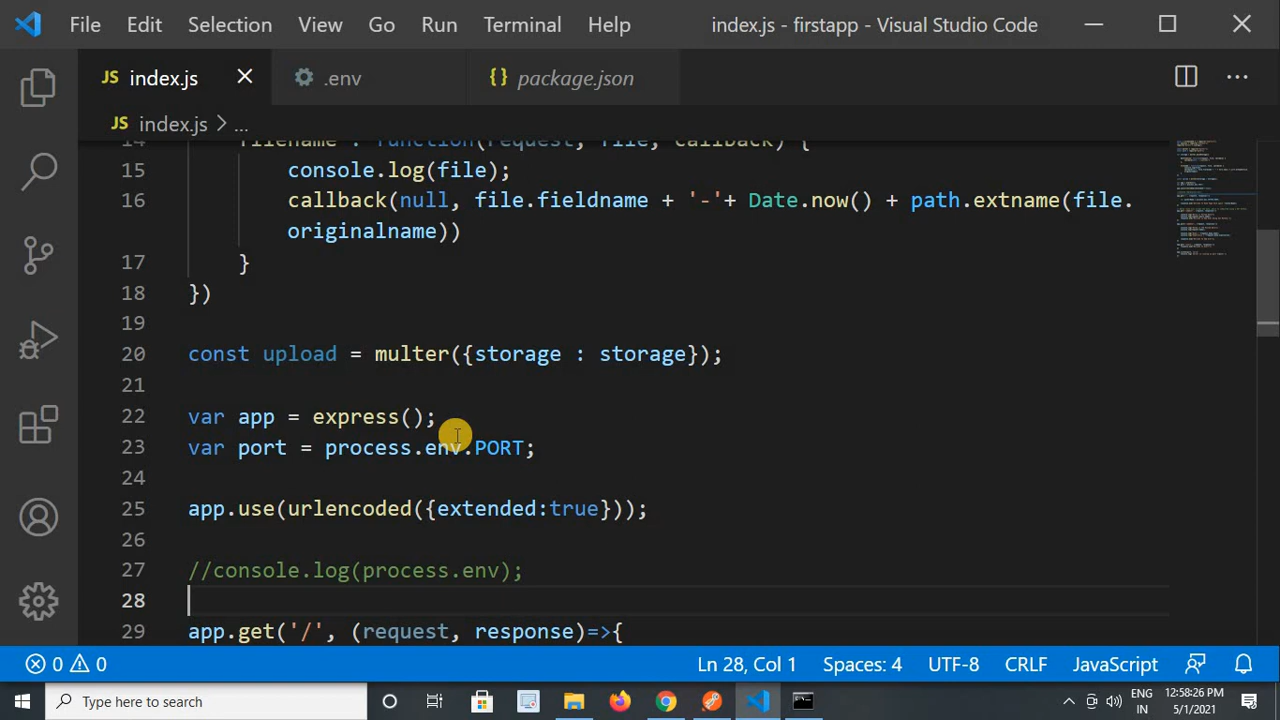 File Edit Selection View Go Run Terminal Help index.js - firstapp - Visual Studio Code
JS index.js .env {} package.json
JS index.js > ...
14 filename : function(request, file, callback) {
15 console.log(file);
16 callback(null, file.fieldname + '-'+ Date.now() + path.extname(file.
originalname))
17 }
18 })
19
20 const upload = multer({storage : storage});
21
22 var app = express();
23 var port = process.env.PORT;
24
25 app.use(urlencoded({extended:true}));
26
27 //console.log(process.env);
28
29 app.get('/', (request, response)=>{
0 0 Ln 28, Col 1 Spaces: 4 UTF-8 CRLF JavaScript
Type here to search
ENG
IN
12:58:26 PM
5/1/2021